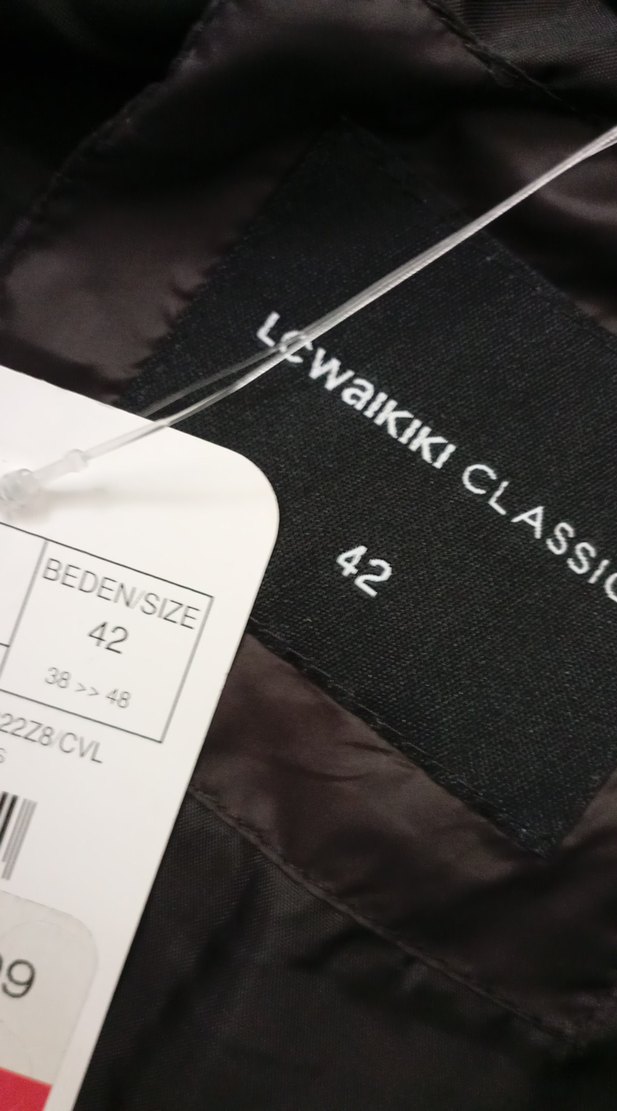 LCWAIKIKI CLASSIC
42
BEDEN/SIZE
42
38 >> 48
22Z8/CVL